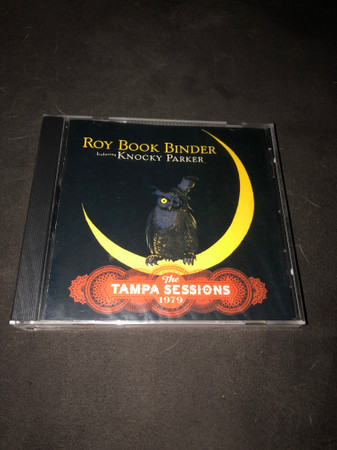 ROY BOOK BINDER
featuring KNOCKY PARKER
The
TAMPA SESSIONS
1979